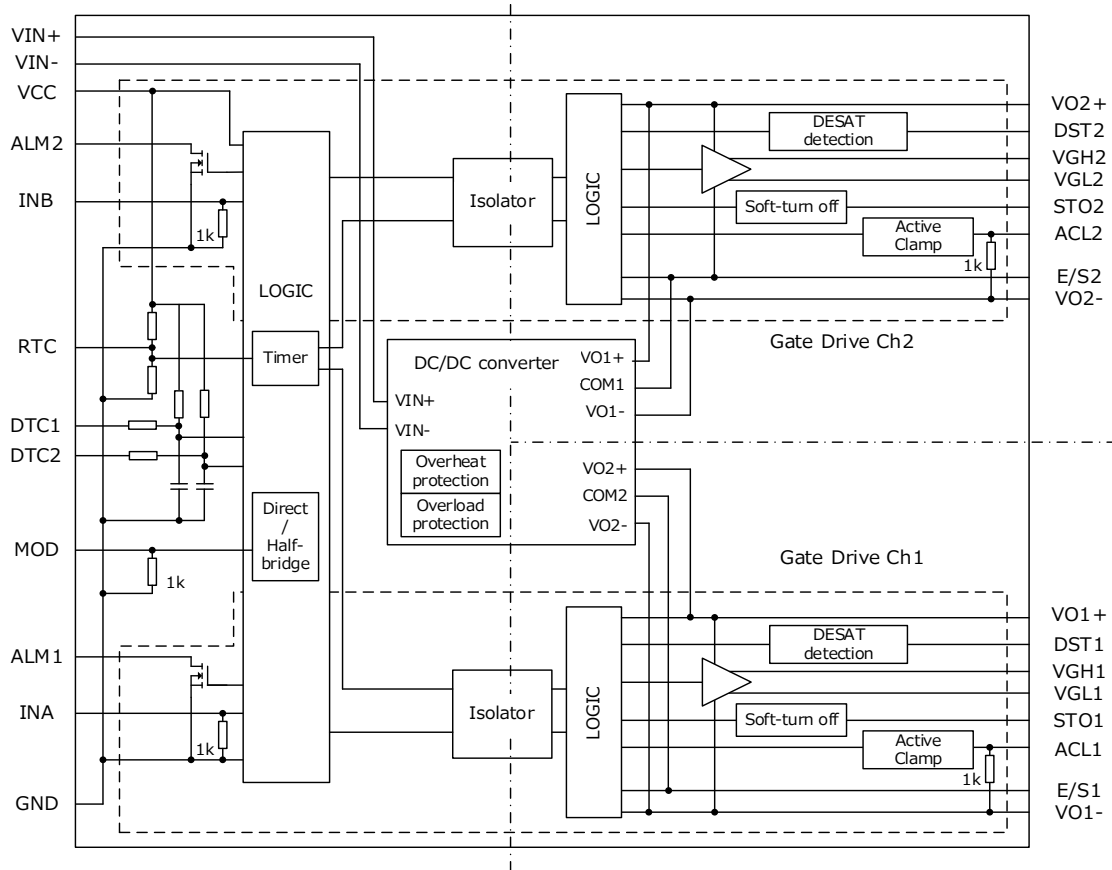 VIN+
VIN-
VCC
ALM2
INB
1k
RTC
DTC1
DTC2
MOD
1k
ALM1
INA
1k
GND
LOGIC
Timer
Direct
/
Half-
bridge
Isolator
LOGIC
DESAT
detection
Soft-turn off
Active
Clamp
1k
VO2+
DST2
VGH2
VGL2
STO2
ACL2
E/S2
VO2-
Gate Drive Ch2
DC/DC converter
VIN+
VIN-
VO1+
COM1
VO1-
VO2+
COM2
VO2-
Overheat
protection
Overload
protection
Gate Drive Ch1
Isolator
LOGIC
DESAT
detection
Soft-turn off
Active
Clamp
1k
VO1+
DST1
VGH1
VGL1
STO1
ACL1
E/S1
VO1-